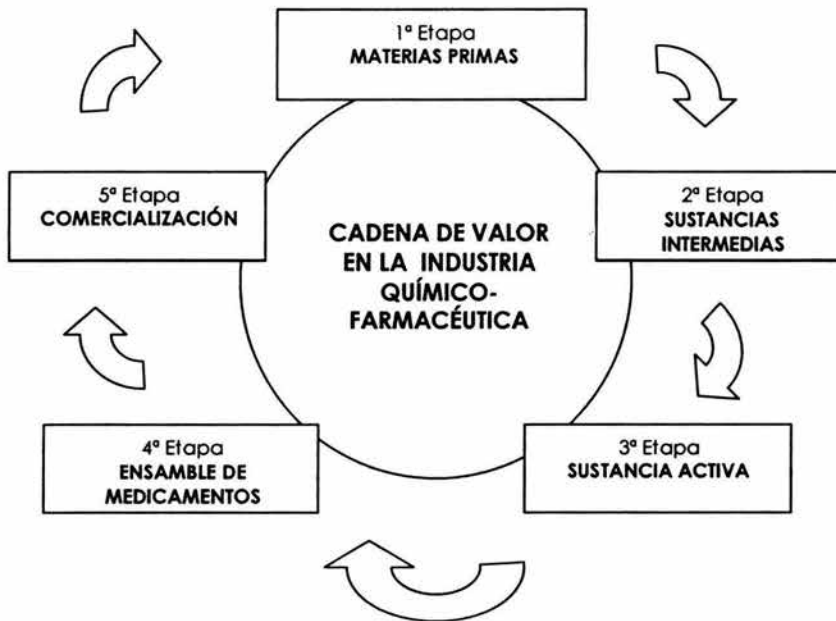 1ª Etapa
MATERIAS PRIMAS
5ª Etapa
COMERCIALIZACIÓN
2ª Etapa
SUSTANCIAS
INTERMEDIAS
CADENA DE VALOR
EN LA INDUSTRIA
QUÍMICO-
FARMACÉUTICA
4ª Etapa
ENSAMBLE DE
MEDICAMENTOS
3ª Etapa
SUSTANCIA ACTIVA